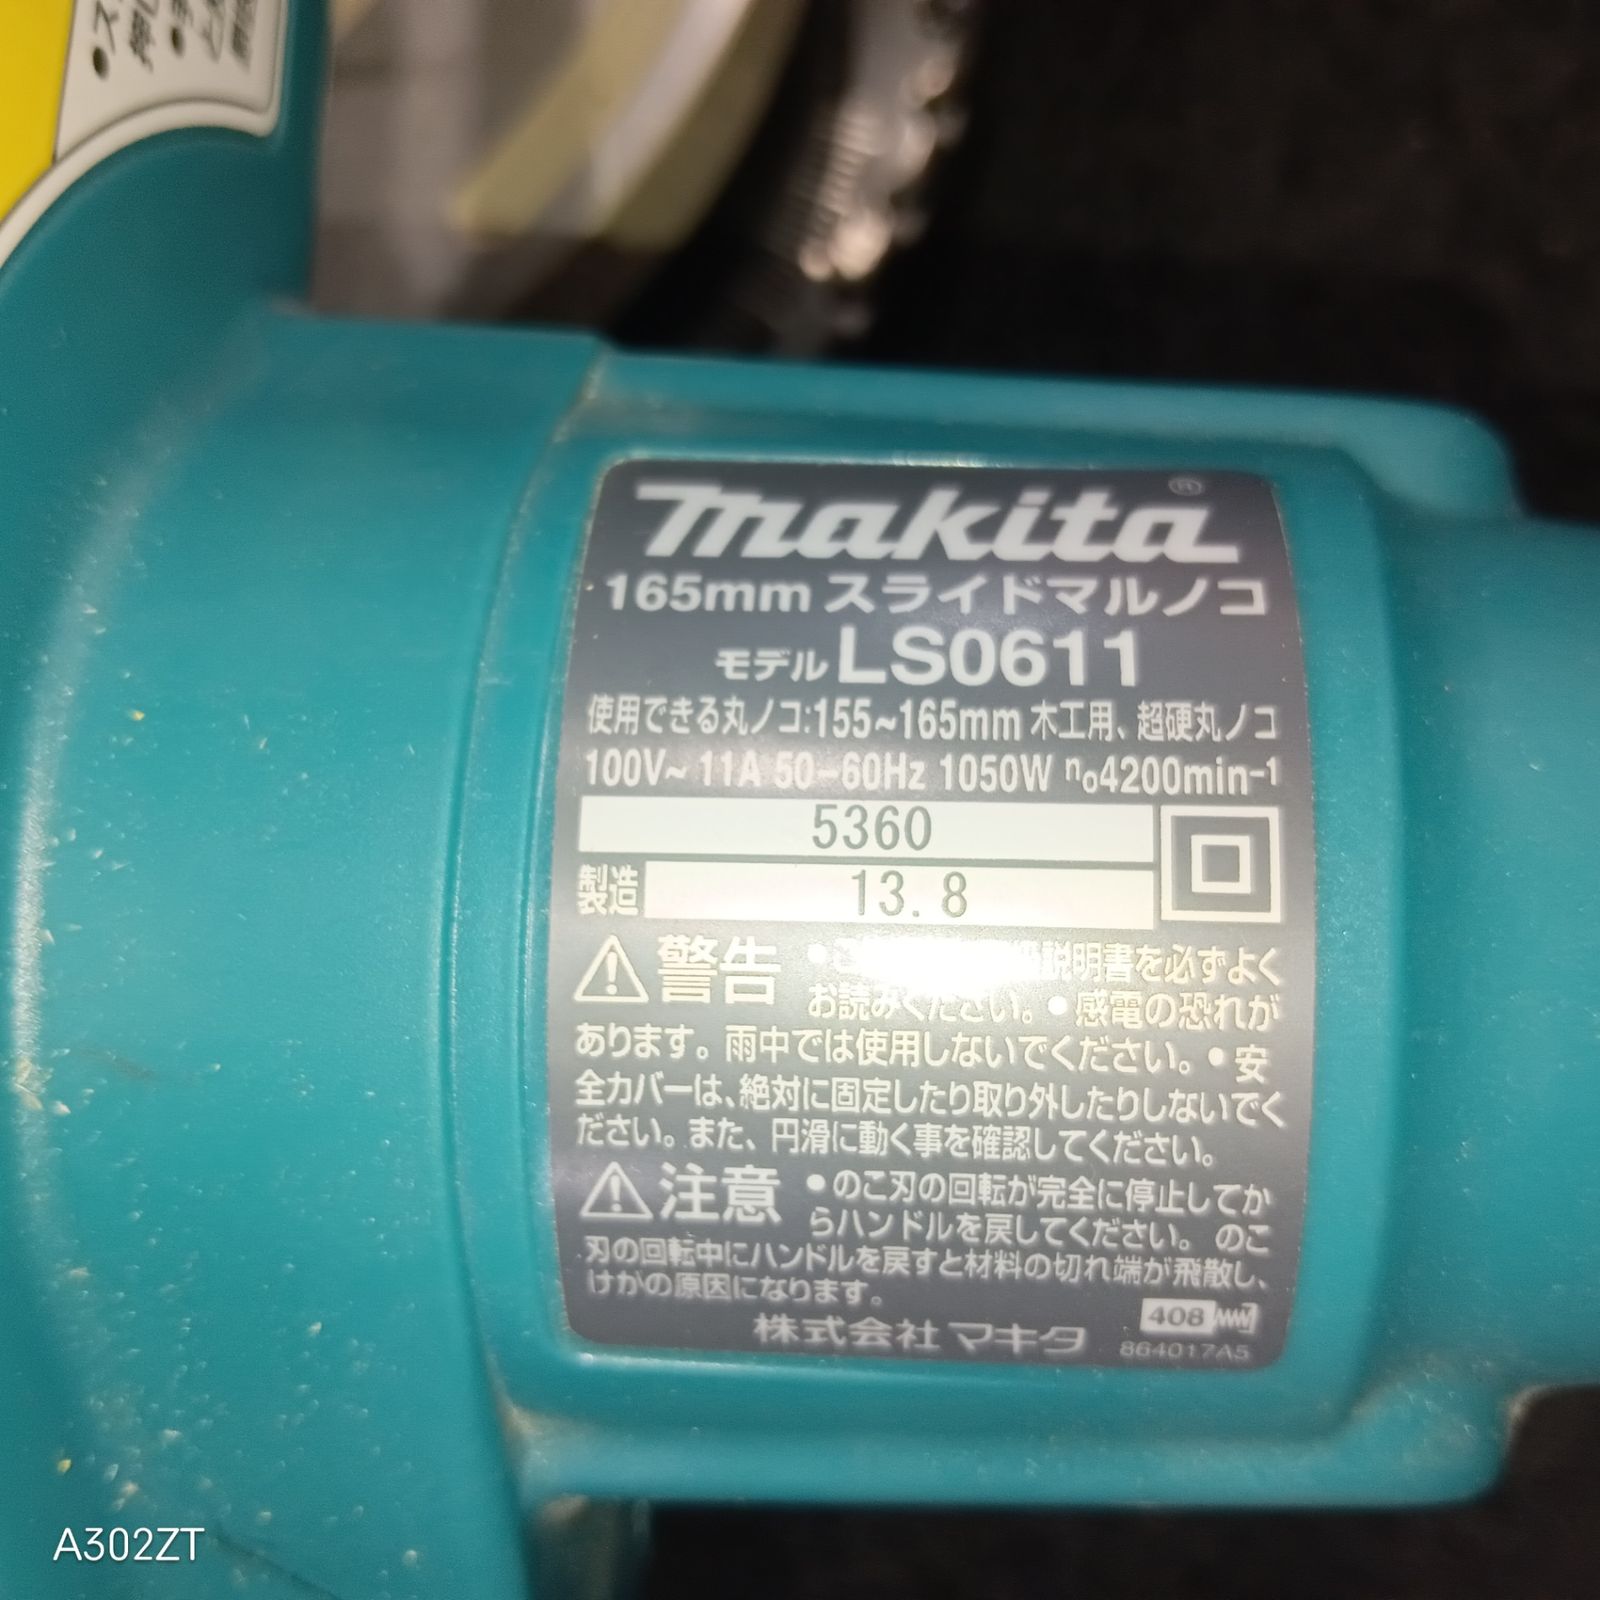 makita®
165mm スライドマルノコ
モデル LS0611
使用できる丸ノコ:155~165mm 木工用、超硬丸ノコ
100V~ 11A 50-60Hz 1050W n₀4200min-1
5360
製造 13. 8
⚠警告 •ご 説明書を必ずよく
お読みください。•感電の恐れが
あります。雨中では使用しないでください。•安
全カバーは、絶対に固定したり取り外したりしないでく
ださい。また、円滑に動く事を確認してください。
⚠注意 •のこ刃の回転が完全に停止してか
らハンドルを戻してください。のこ
刃の回転中にハンドルを戻すと材料の切れ端が飛散し、
けがの原因になります。
株式会社 マキタ
408
864017A5
A302ZT